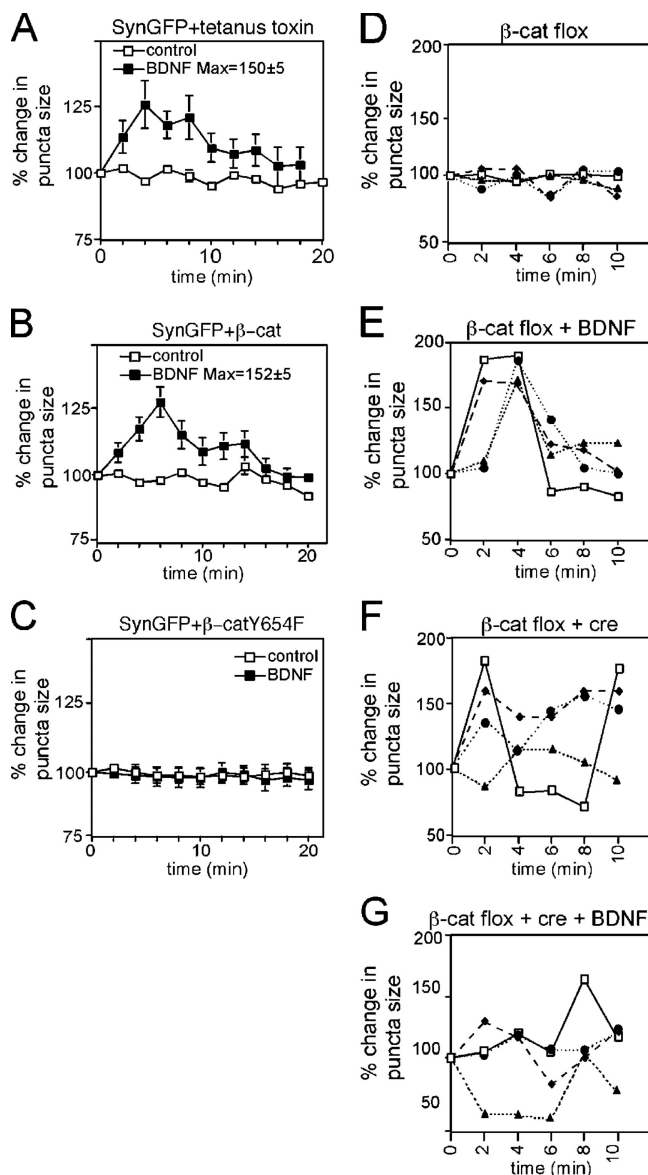 A
SynGFP+tetanus toxin
control
BDNF Max=150±5
% change in
puncta size
125
100
75
0
10
20
time (min)
B
SynGFP+β-cat
control
BDNF Max=152±5
% change in
puncta size
125
100
75
0
10
20
time (min)
C
SynGFP+β-catY654F
control
BDNF
% change in
puncta size
125
100
75
0
10
20
time (min)
D
β-cat flox
% change in
puncta size
200
150
100
50
0 2 4 6 8 10
time (min)
E
β-cat flox + BDNF
% change in
puncta size
200
150
100
50
0 2 4 6 8 10
time (min)
F
β-cat flox + cre
% change in
puncta size
200
150
100
50
0 2 4 6 8 10
time (min)
G
β-cat flox + cre + BDNF
% change in
puncta size
200
150
100
50
0 2 4 6 8 10
time (min)